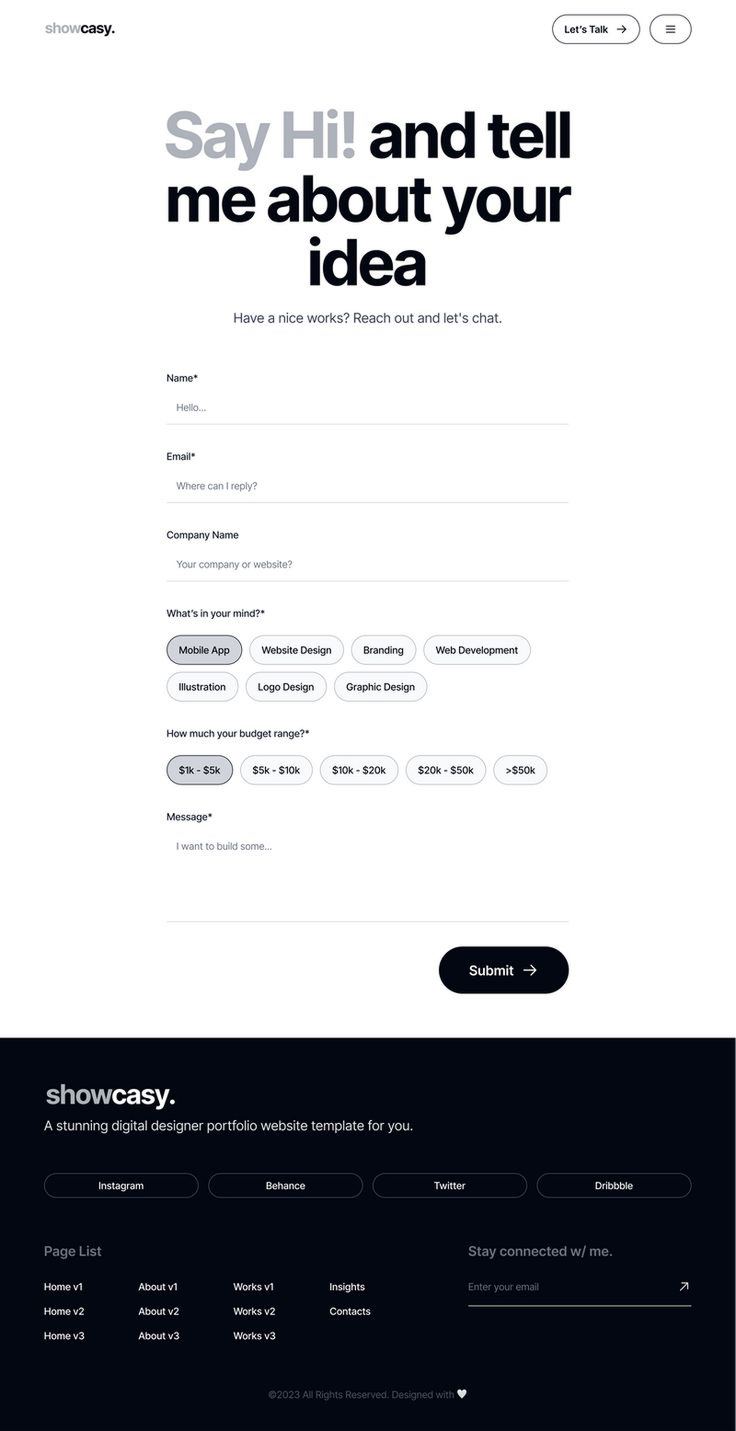 showcasy.
Let's Talk →
Say Hi! and tell
me about your
idea
Have a nice works? Reach out and let's chat.
Name*
Hello...
Email*
Where can I reply?
Company Name
Your company or website?
What's in your mind?*
Mobile App Website Design Branding Web Development
Illustration Logo Design Graphic Design
How much your budget range?*
$1k - $5k $5k - $10k $10k - $20k $20k - $50k >$50k
Message*
I want to build some...
Submit →
showcasy.
A stunning digital designer portfolio website template for you.
Instagram Behance Twitter Dribbble
Page List
Home v1 About v1 Works v1 Insights
Home v2 About v2 Works v2 Contacts
Home v3 About v3 Works v3
Stay connected w/ me.
Enter your email
©2023 All Rights Reserved. Designed with 🤍